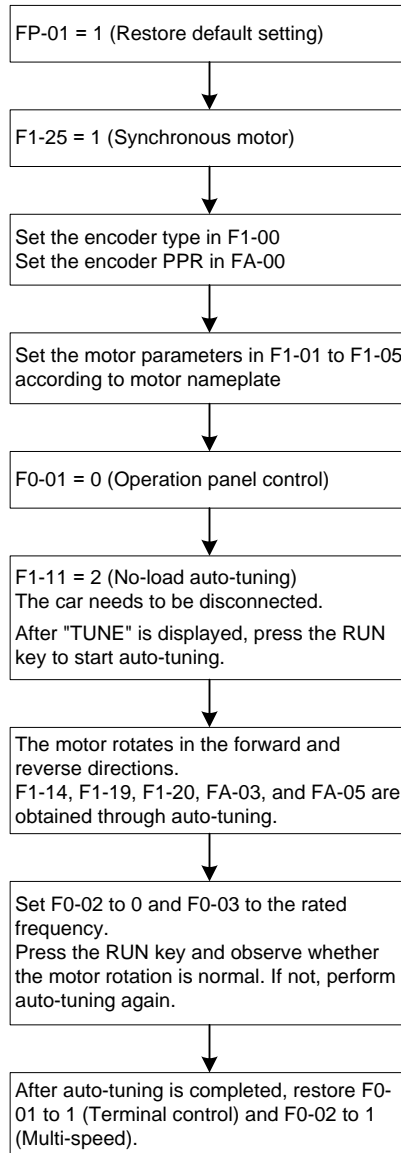 FP-01 = 1 (Restore default setting)
F1-25 = 1 (Synchronous motor)
Set the encoder type in F1-00
Set the encoder PPR in FA-00
Set the motor parameters in F1-01 to F1-05
according to motor nameplate
F0-01 = 0 (Operation panel control)
F1-11 = 2 (No-load auto-tuning)
The car needs to be disconnected.
After "TUNE" is displayed, press the RUN
key to start auto-tuning.
The motor rotates in the forward and
reverse directions.
F1-14, F1-19, F1-20, FA-03, and FA-05 are
obtained through auto-tuning.
Set F0-02 to 0 and F0-03 to the rated
frequency.
Press the RUN key and observe whether
the motor rotation is normal. If not, perform
auto-tuning again.
After auto-tuning is completed, restore F0-
01 to 1 (Terminal control) and F0-02 to 1
(Multi-speed).